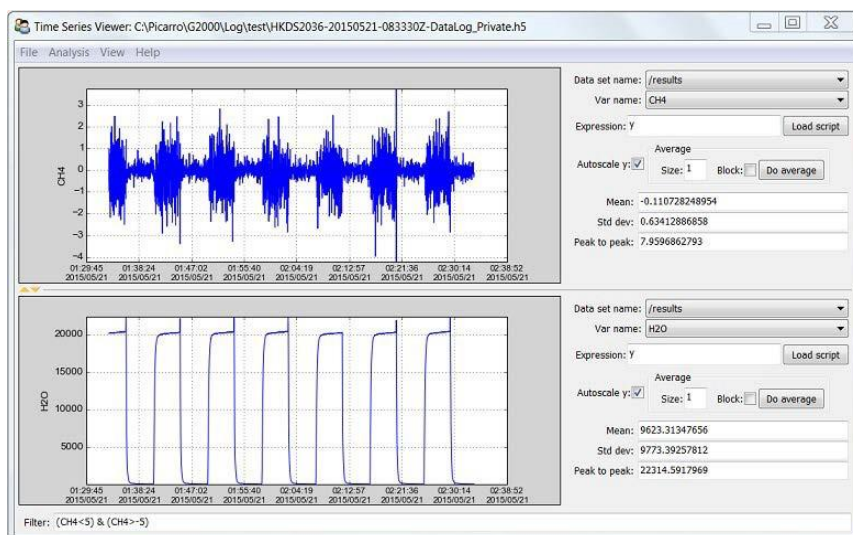 Time Series Viewer: C:\Picarro\G2000\Log\test\HKDS2036-20150521-083330Z-DataLog_Private.h5
File Analysis View Help
3
2
1
0
−1
−2
−3
−4
CH4
01:29:45 01:38:24 01:47:02 01:55:40 02:04:19 02:12:57 02:21:36 02:30:14 02:38:52
2015/05/21 2015/05/21 2015/05/21 2015/05/21 2015/05/21 2015/05/21 2015/05/21 2015/05/21 2015/05/21
Data set name: /results
Var name: CH4
Expression: y Load script
Average
Autoscale y: Size: 1 Block: Do average
Mean: -0.110728248954
Std dev: 0.63412886858
Peak to peak: 7.9596862793
20000
15000
10000
5000
H2O
01:29:45 01:38:24 01:47:02 01:55:40 02:04:19 02:12:57 02:21:36 02:30:14 02:38:52
2015/05/21 2015/05/21 2015/05/21 2015/05/21 2015/05/21 2015/05/21 2015/05/21 2015/05/21 2015/05/21
Data set name: /results
Var name: H2O
Expression: y Load script
Average
Autoscale y: Size: 1 Block: Do average
Mean: 9623.31347656
Std dev: 9773.39257812
Peak to peak: 22314.5917969
Filter: (CH4<5) & (CH4>-5)